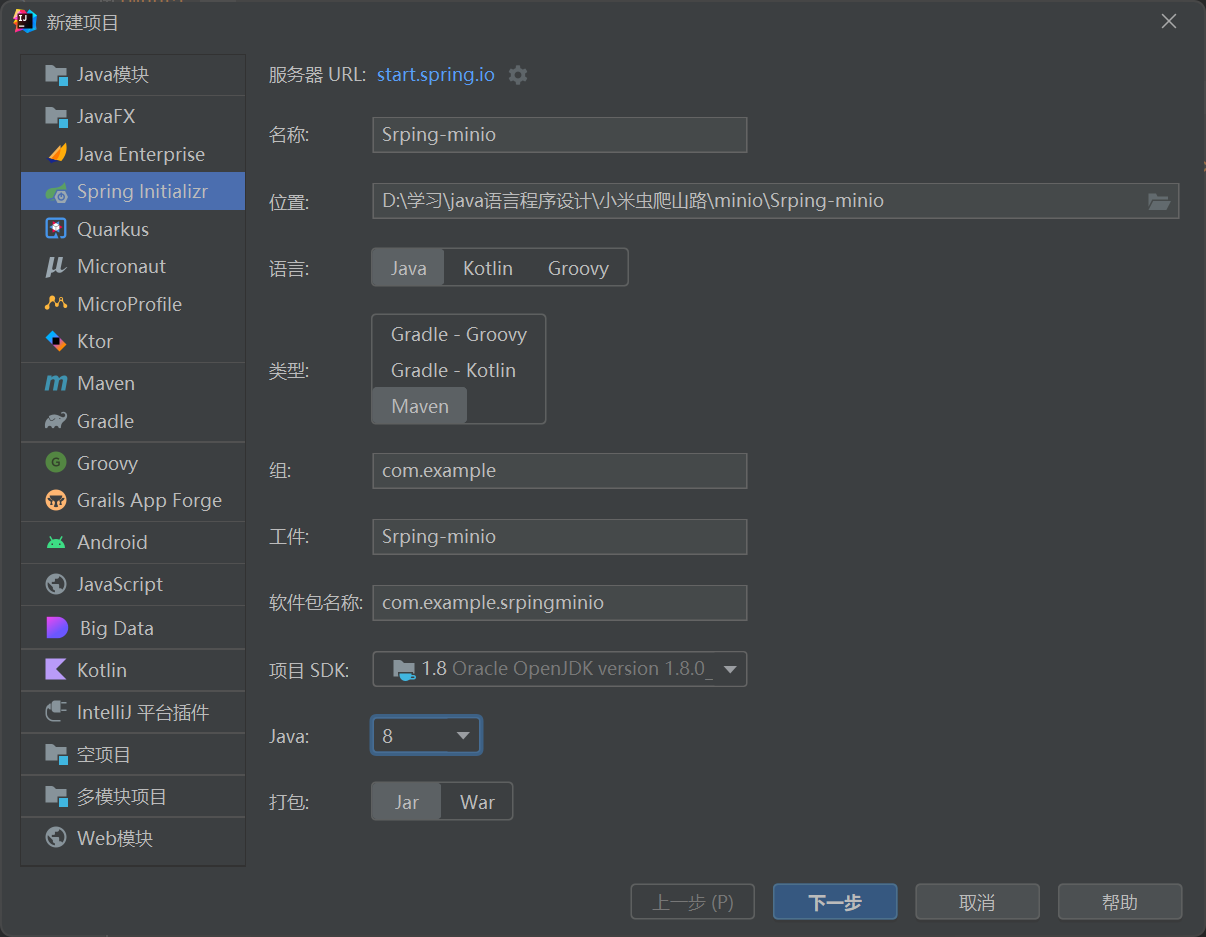 新建项目
Java模块
JavaFX
Java Enterprise
Spring Initializr
Quarkus
Micronaut
MicroProfile
Ktor
Maven
Gradle
Groovy
Grails App Forge
Android
JavaScript
Big Data
Kotlin
IntelliJ 平台插件
空项目
多模块项目
Web模块
服务器 URL: start.spring.io
名称: Srping-minio
位置: D:\学习\java语言程序设计\小米虫爬山路\minio\Srping-minio
语言: Java Kotlin Groovy
类型:
Gradle - Groovy
Gradle - Kotlin
Maven
组: com.example
工件: Srping-minio
软件包名称: com.example.srpingminio
项目 SDK: 1.8 Oracle OpenJDK version 1.8.0_
Java: 8
打包: Jar War
上一步 (P) 下一步 取消 帮助